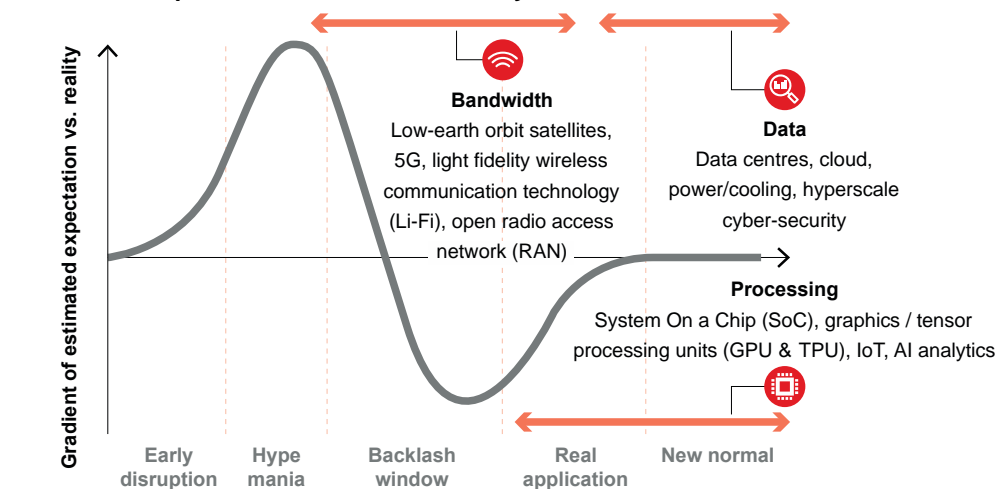 Gradient of estimated expectation vs. reality
Bandwidth
Low-earth orbit satellites,
5G, light fidelity wireless
communication technology
(Li-Fi), open radio access
network (RAN)
Data
Data centres, cloud,
power/cooling, hyperscale
cyber-security
Processing
System On a Chip (SoC), graphics / tensor
processing units (GPU & TPU), IoT, AI analytics
Early
disruption
Hype
mania
Backlash
window
Real
application
New normal